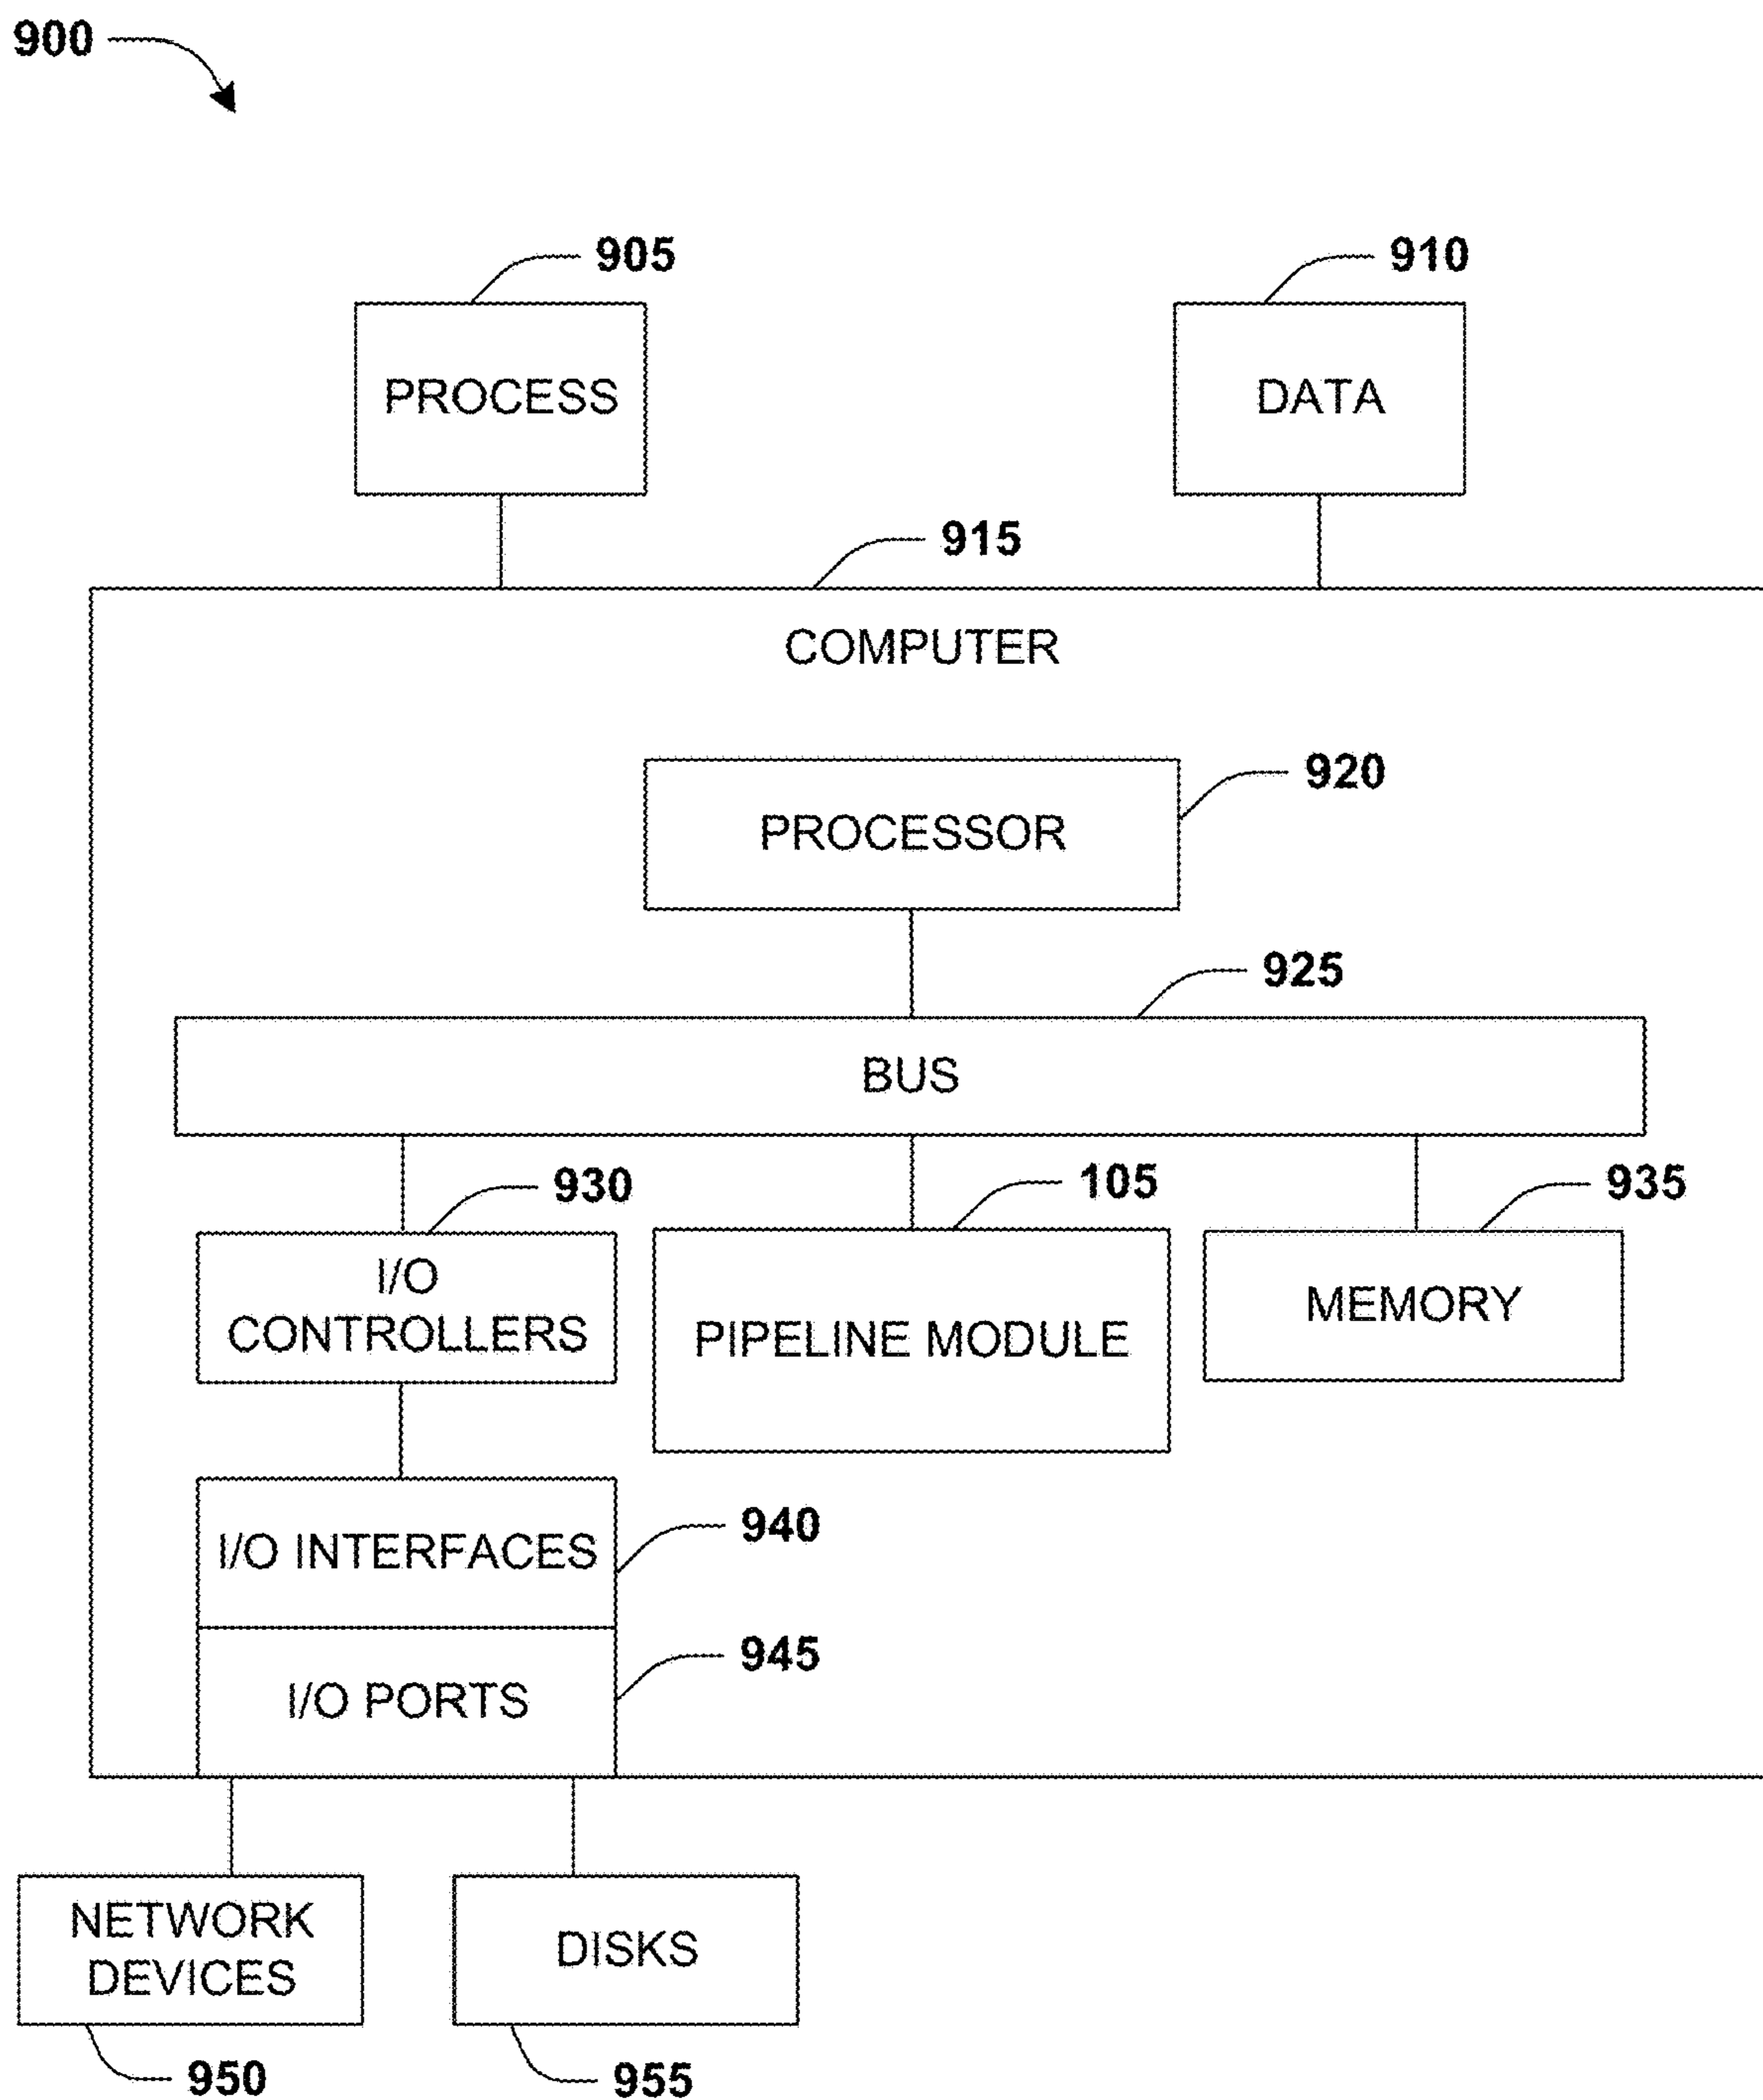 900
905
910
PROCESS
DATA
915
COMPUTER
920
PROCESSOR
925
BUS
930
105
935
I/O
CONTROLLERS
PIPELINE MODULE
MEMORY
940
I/O INTERFACES
945
I/O PORTS
NETWORK
DEVICES
DISKS
950
955